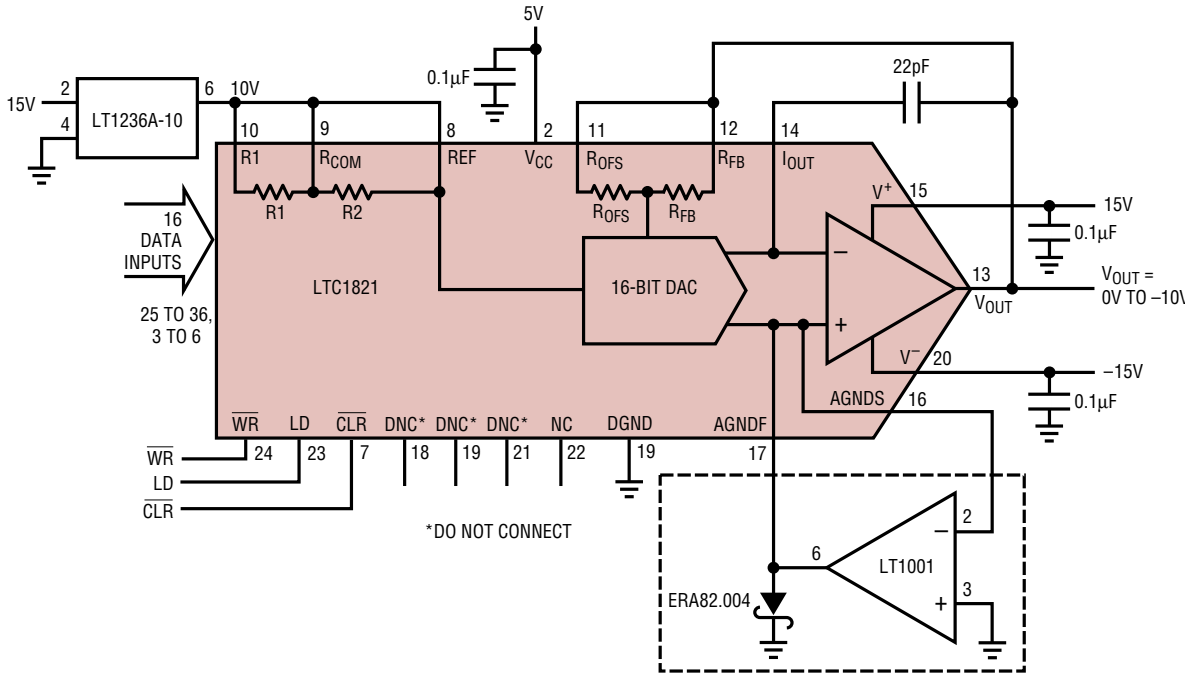 5V
0.1µF
22pF
15V
2
4
LT1236A-10
6
10V
10
9
8
2
11
12
14
R1
RCOM
REF
VCC
ROFS
RFB
IOUT
R1
R2
ROFS
RFB
V+
15
15V
0.1µF
16
DATA
INPUTS
LTC1821
16-BIT DAC
–
+
13
VOUT
VOUT =
0V TO –10V
25 TO 36,
3 TO 6
V–
20
–15V
0.1µF
AGNDS
16
WR
LD
CLR
DNC*
DNC*
DNC*
NC
DGND
AGNDF
24
23
7
18
19
21
22
19
17
WR
LD
CLR
*DO NOT CONNECT
2
–
6
LT1001
3
+
ERA82.004